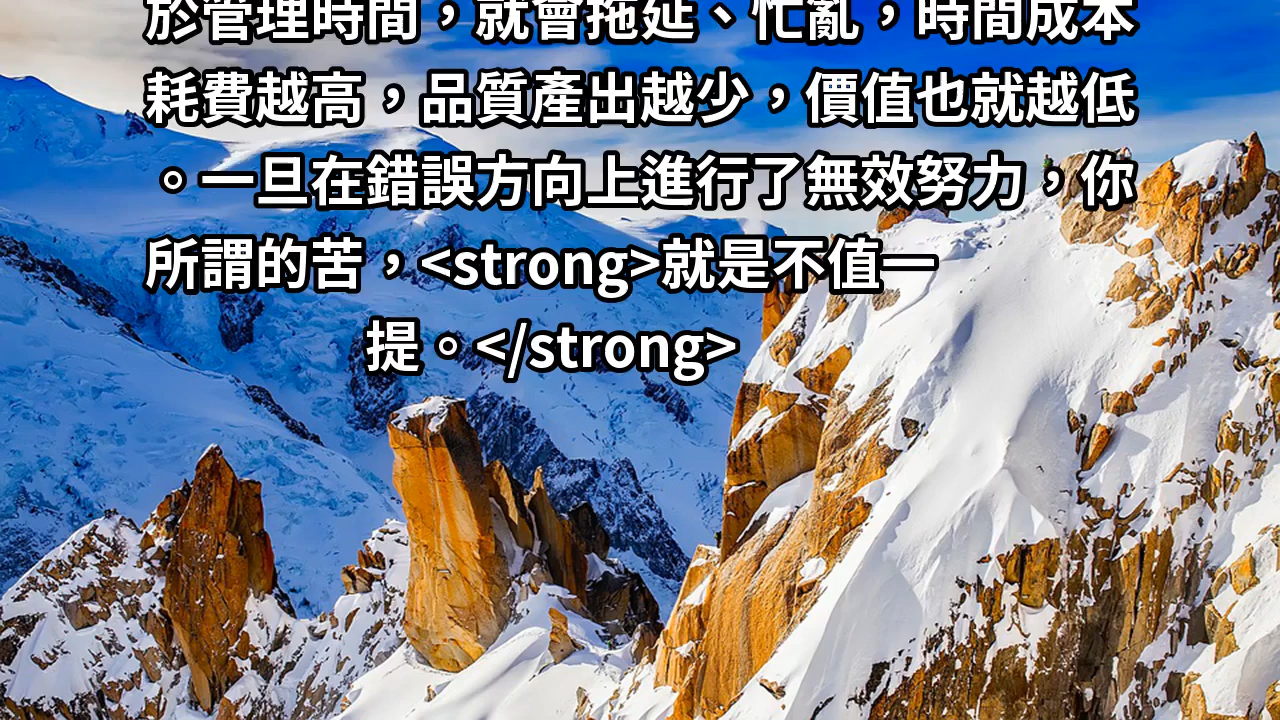 於管理時間，就會拖延、忙亂，時間成本
耗費越高，品質產出越少，價值也就越低
。一旦在錯誤方向上進行了無效努力，你
所謂的苦，<strong>就是不值一
提。</strong>